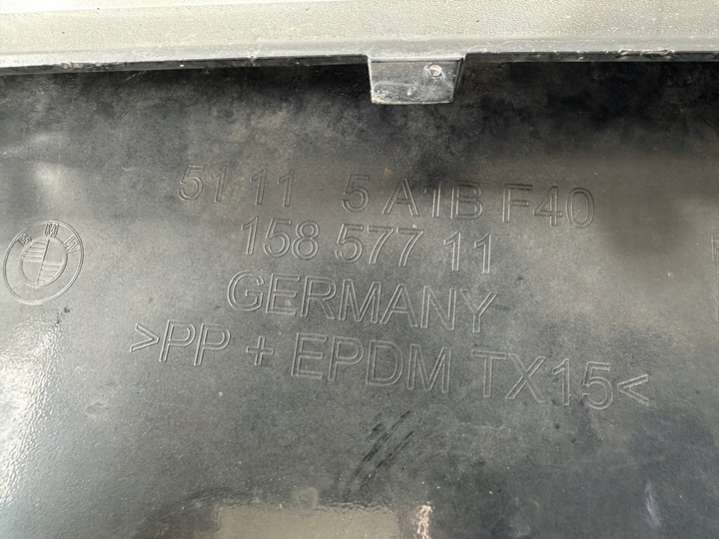 51 11 5 A1B F40
158 577 11
GERMANY
>PP + EPDM TX15<